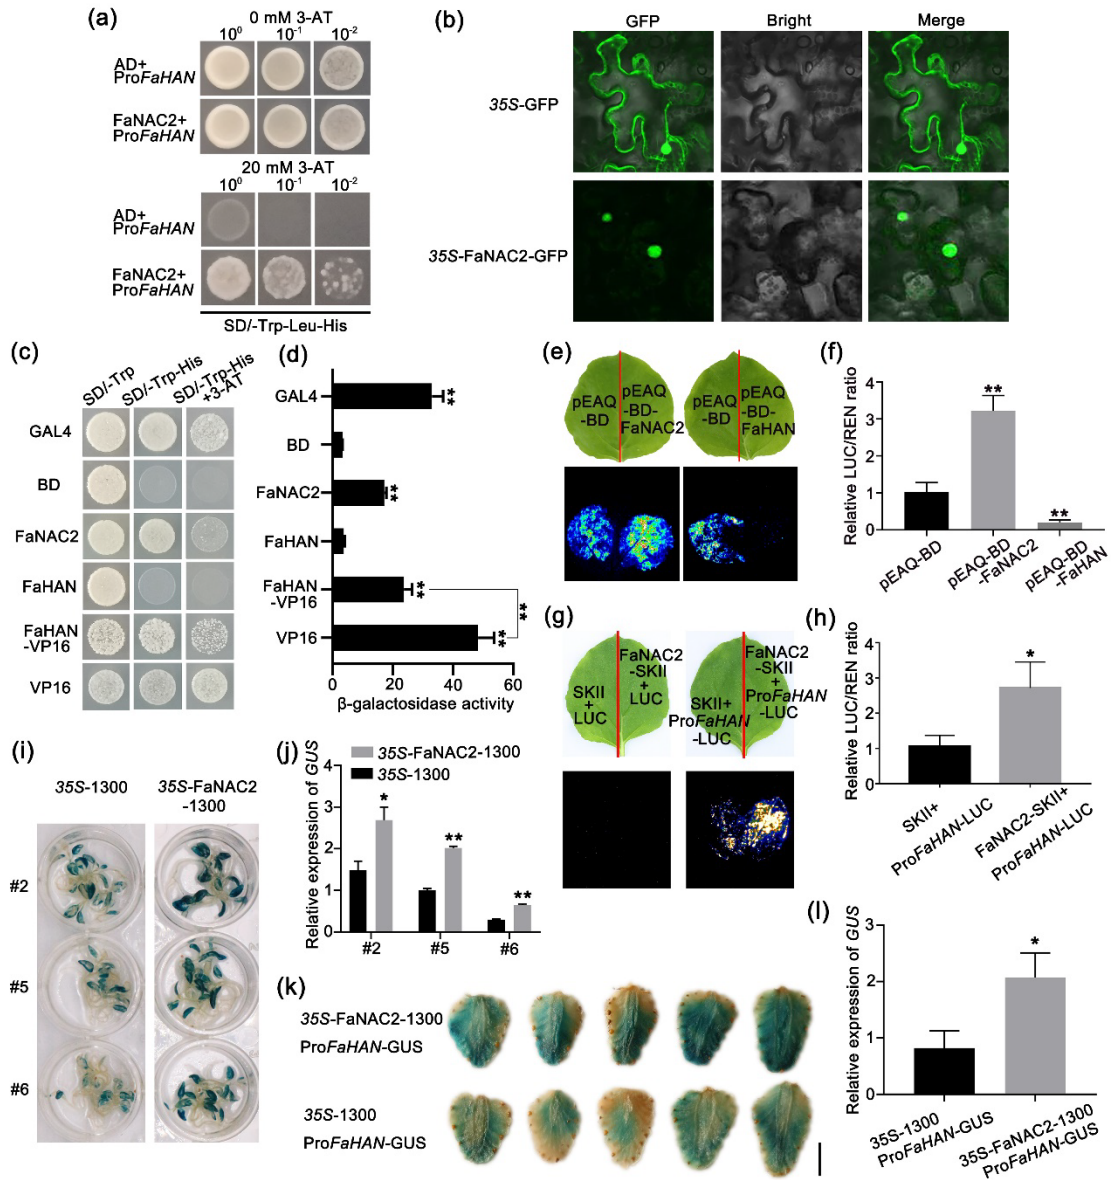 (a)
0 mM 3-AT
10⁰ 10⁻¹ 10⁻²
AD+
ProFaHAN
FaNAC2+
ProFaHAN
20 mM 3-AT
10⁰ 10⁻¹ 10⁻²
AD+
ProFaHAN
FaNAC2+
ProFaHAN
SD/-Trp-Leu-His
(b)
GFP Bright Merge
35S-GFP
35S-FaNAC2-GFP
(c)
SD/-Trp SD/-Trp-His SD/-Trp-His
+3-AT
GAL4
BD
FaNAC2
FaHAN
FaHAN
-VP16
VP16
(d)
GAL4
**
BD
FaNAC2
**
FaHAN
FaHAN
-VP16
**
**
VP16
**
0 20 40 60
β-galactosidase activity
(e)
pEAQ
-BD
pEAQ
-BD-
FaNAC2
pEAQ
-BD
pEAQ
-BD-
FaHAN
(f)
Relative LUC/REN ratio
4
3
2
1
0
**
**
pEAQ-BD
pEAQ-BD
-FaNAC2
pEAQ-BD
-FaHAN
(g)
SKII
+
LUC
FaNAC2
-SKII
+
LUC
SKII+
ProFaHAN
-LUC
FaNAC2
-SKII
+
ProFaHAN
-LUC
(h)
Relative LUC/REN ratio
4
3
2
1
0
*
SKII+
ProFaHAN-LUC
FaNAC2-SKII+
ProFaHAN-LUC
(i)
35S-1300
35S-FaNAC2
-1300
#2
#5
#6
(j)
35S-FaNAC2-1300
35S-1300
Relative expression of GUS
4
3
2
1
0
*
**
**
#2 #5 #6
(k)
35S-FaNAC2-1300
ProFaHAN-GUS
35S-1300
ProFaHAN-GUS
(l)
Relative expression of GUS
3
2
1
0
*
35S-1300
ProFaHAN-GUS
35S-FaNAC2-1300
ProFaHAN-GUS